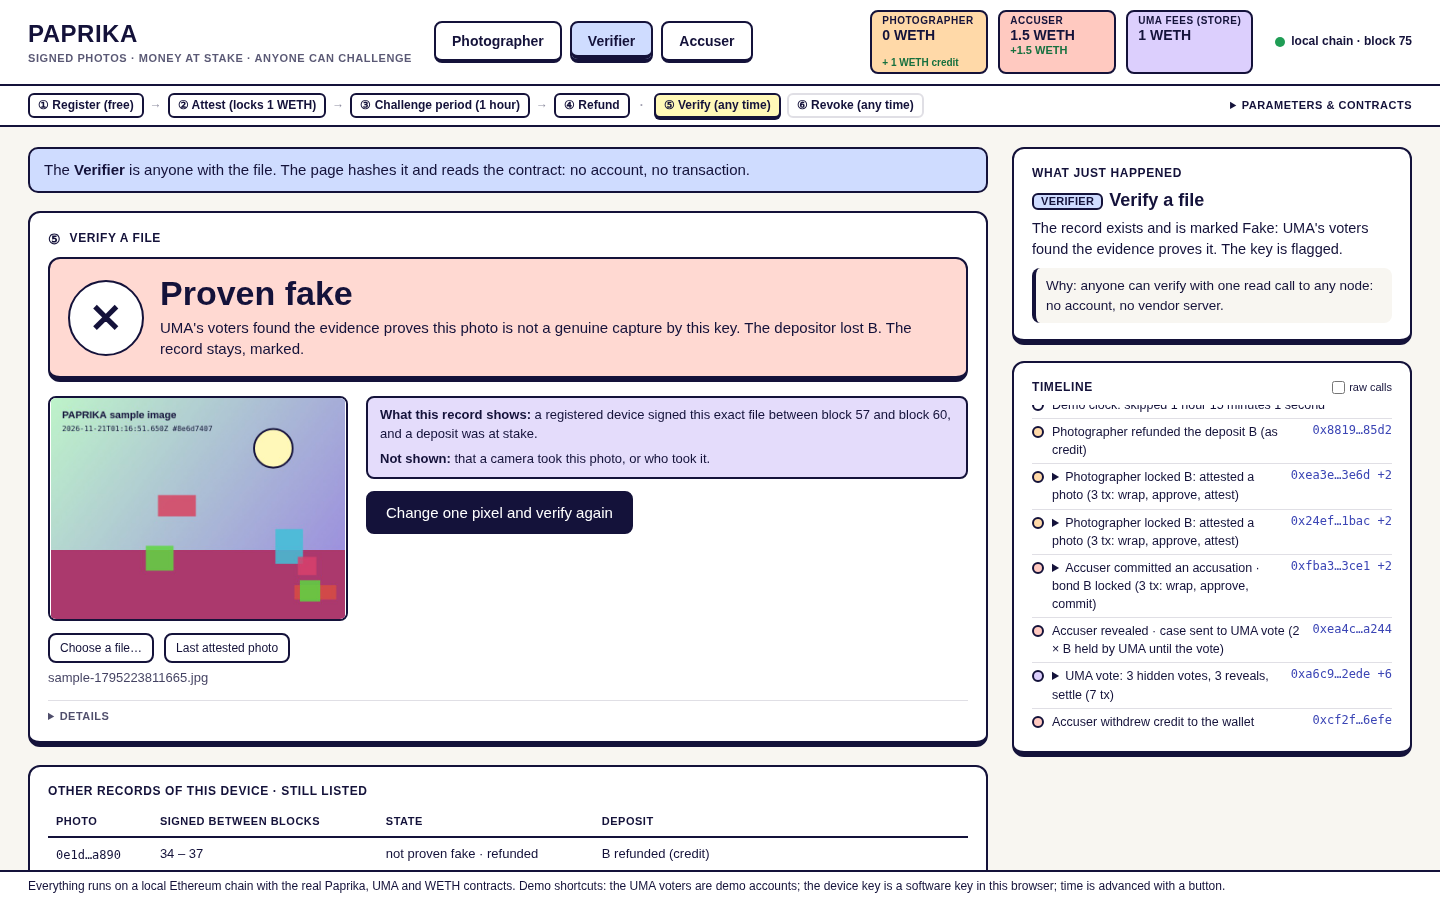 PAPRIKA
SIGNED PHOTOS · MONEY AT STAKE · ANYONE CAN CHALLENGE
Photographer
Verifier
Accuser
PHOTOGRAPHER
0 WETH
+ 1 WETH credit
ACCUSER
1.5 WETH
+1.5 WETH
UMA FEES (STORE)
1 WETH
local chain · block 75
① Register (free) → ② Attest (locks 1 WETH) → ③ Challenge period (1 hour) → ④ Refund · ⑤ Verify (any time) ⑥ Revoke (any time)
▶ PARAMETERS & CONTRACTS
The Verifier is anyone with the file. The page hashes it and reads the contract: no account, no transaction.
⑤ VERIFY A FILE
✕
Proven fake
UMA's voters found the evidence proves this photo is not a genuine capture by this key. The depositor lost B. The
record stays, marked.
PAPRIKA sample image
2026-11-21T01:16:51.650Z #8e6d7407
What this record shows: a registered device signed this exact file between block 57 and block 60,
and a deposit was at stake.
Not shown: that a camera took this photo, or who took it.
Change one pixel and verify again
Choose a file…
Last attested photo
sample-1795223811665.jpg
▶ DETAILS
OTHER RECORDS OF THIS DEVICE · STILL LISTED
PHOTO SIGNED BETWEEN BLOCKS STATE DEPOSIT
0e1d…a890 34 – 37 not proven fake · refunded B refunded (credit)
WHAT JUST HAPPENED
VERIFIER Verify a file
The record exists and is marked Fake: UMA's voters
found the evidence proves it. The key is flagged.
Why: anyone can verify with one read call to any node:
no account, no vendor server.
TIMELINE
raw calls
Demo clock: skipped 1 hour 15 minutes 1 second
Photographer refunded the deposit B (as 0x8819…85d2
credit)
▶ Photographer locked B: attested a 0xea3e…3e6d +2
photo (3 tx: wrap, approve, attest)
▶ Photographer locked B: attested a 0x24ef…1bac +2
photo (3 tx: wrap, approve, attest)
▶ Accuser committed an accusation · 0xfba3…3ce1 +2
bond B locked (3 tx: wrap, approve,
commit)
Accuser revealed · case sent to UMA vote (2 0xea4c…a244
× B held by UMA until the vote)
▶ UMA vote: 3 hidden votes, 3 reveals, 0xa6c9…2ede +6
settle (7 tx)
Accuser withdrew credit to the wallet 0xcf2f…6efe
Everything runs on a local Ethereum chain with the real Paprika, UMA and WETH contracts. Demo shortcuts: the UMA voters are demo accounts; the device key is a software key in this browser; time is advanced with a button.